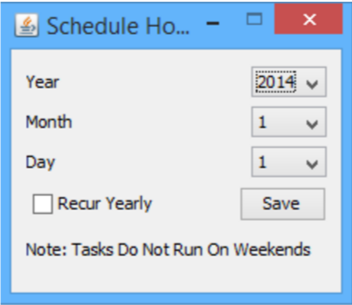 Schedule Ho...
Year 2014
Month 1
Day 1
Recur Yearly Save
Note: Tasks Do Not Run On Weekends